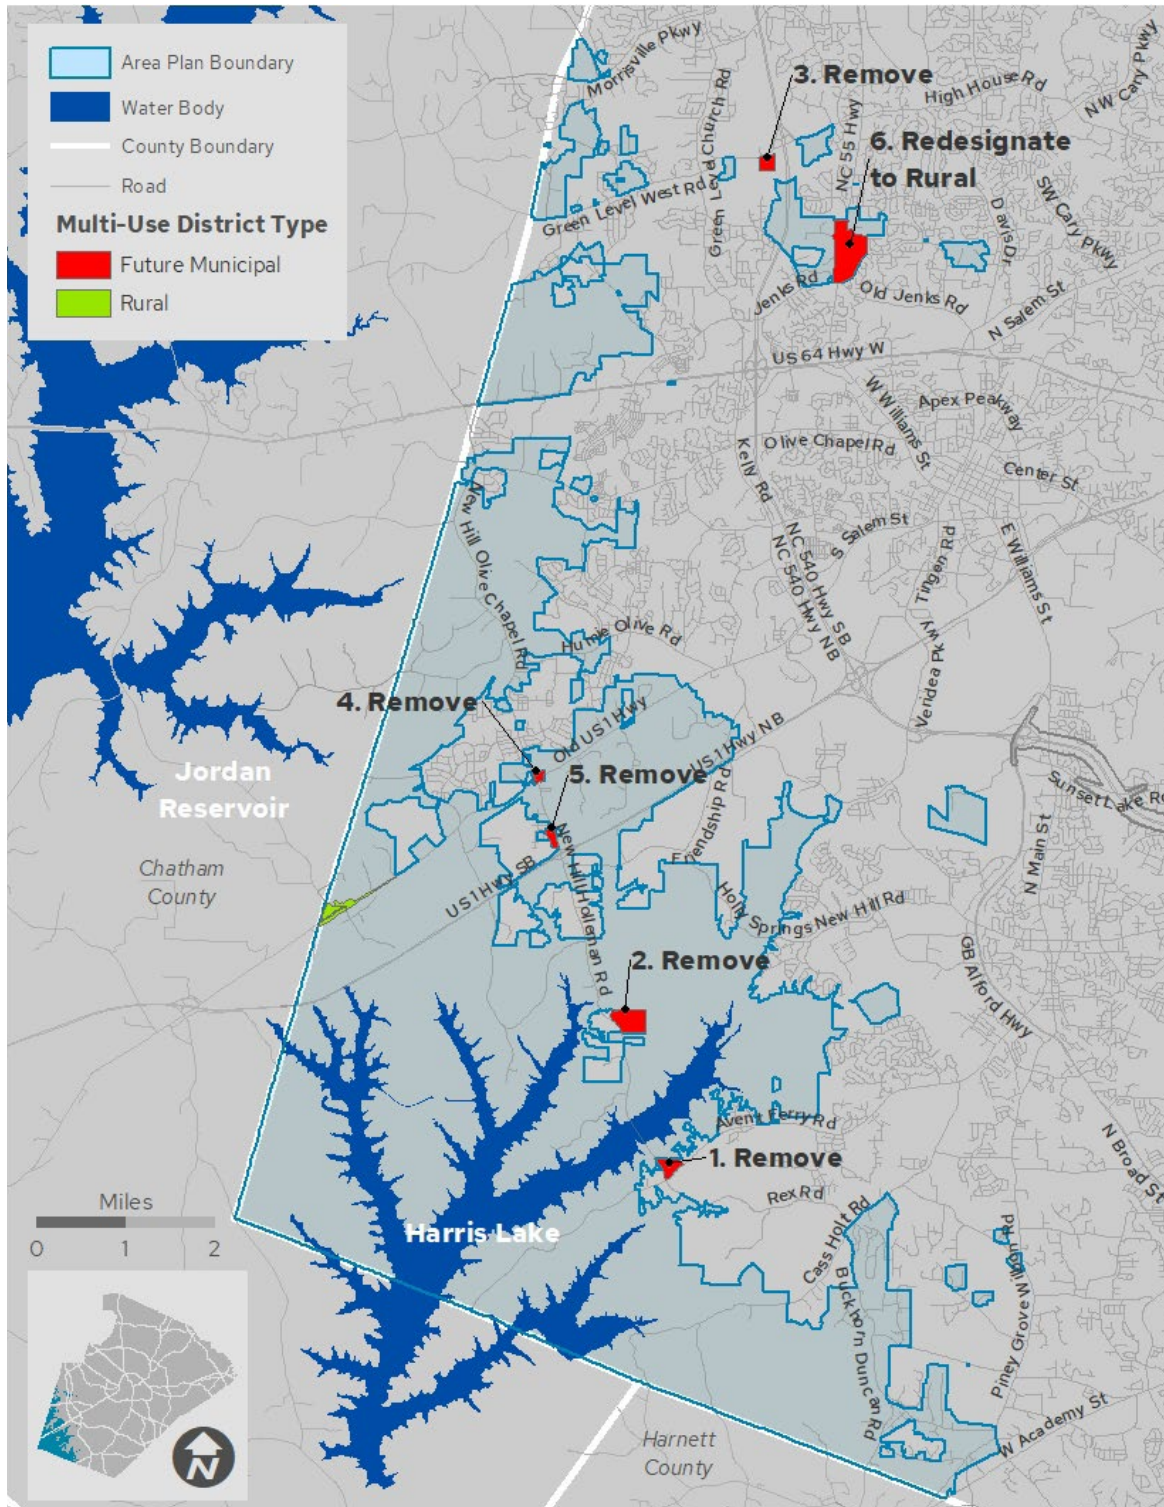 Area Plan Boundary
Water Body
County Boundary
Road
Multi-Use District Type
Future Municipal
Rural
Morrisville Pkwy
3. Remove
High House Rd
NW Cary Pkwy
Green Level Church Rd
NC 55 Hwy
6. Redesignate
to Rural
Green Level West Rd
Davis Dr
SW Cary Pkwy
Jenks Rd
Old Jenks Rd
N Salem St
US 64 Hwy W
W Williams St
Apex Peakway
Olive Chapel Rd
Kelly Rd
Center St
New Hill Olive Chapel Rd
S Salem St
NC 540 Hwy SB
NC 540 Hwy NB
Tingen Rd
E Williams St
Humie Olive Rd
Veridea Pkwy
4. Remove
Old US 1 Hwy
US 1 Hwy NB
5. Remove
Jordan
Reservoir
Sunset Lake Rd
Friendship Rd
N Main St
Chatham
County
US 1 Hwy SB
New Hill Holleman Rd
Holly Springs New Hill Rd
2. Remove
GB Alford Hwy
Avent Ferry Rd
1. Remove
N Broad St
Rex Rd
Miles
0 1 2
Harris Lake
Cass Holt Rd
Buckhorn Duncan Rd
Piney Grove Wilbon Rd
W Academy St
Harnett
County
N